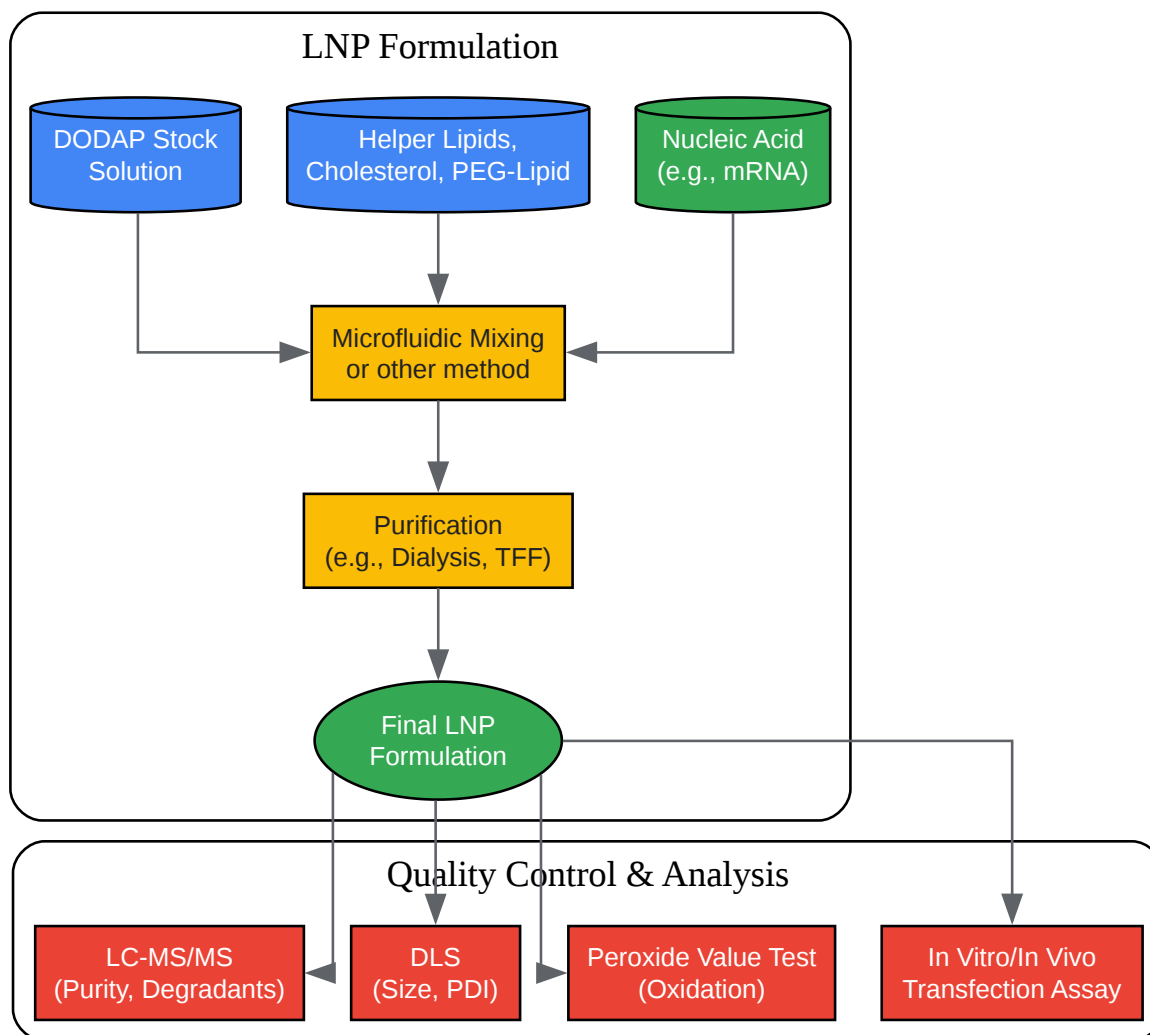 LNP Formulation
DODAP Stock
Solution
Helper Lipids,
Cholesterol, PEG-Lipid
Nucleic Acid
(e.g., mRNA)
Microfluidic Mixing
or other method
Purification
(e.g., Dialysis, TFF)
Final LNP
Formulation
Quality Control & Analysis
LC-MS/MS
(Purity, Degradants)
DLS
(Size, PDI)
Peroxide Value Test
(Oxidation)
In Vitro/In Vivo
Transfection Assay